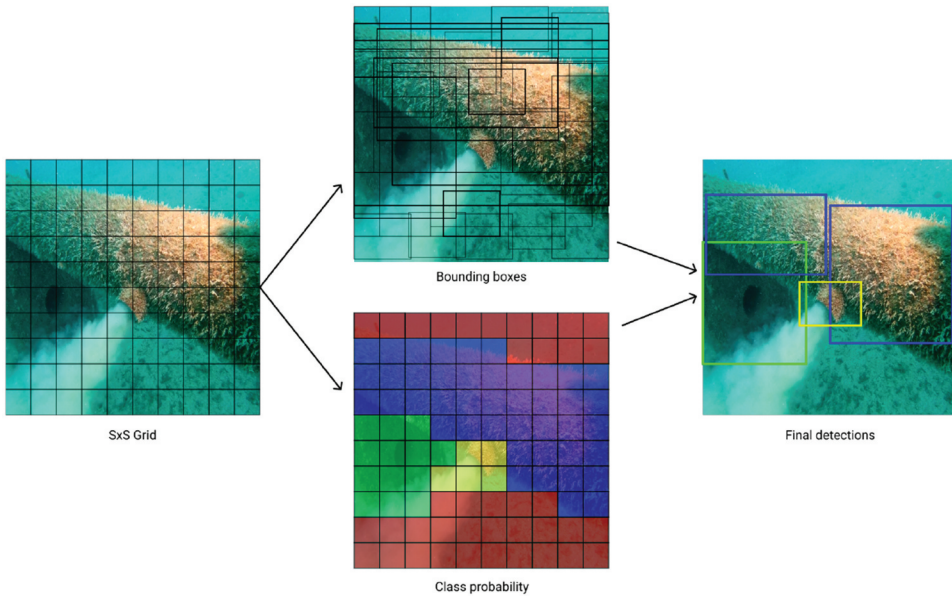 Bounding boxes
SxS Grid
Final detections
Class probability